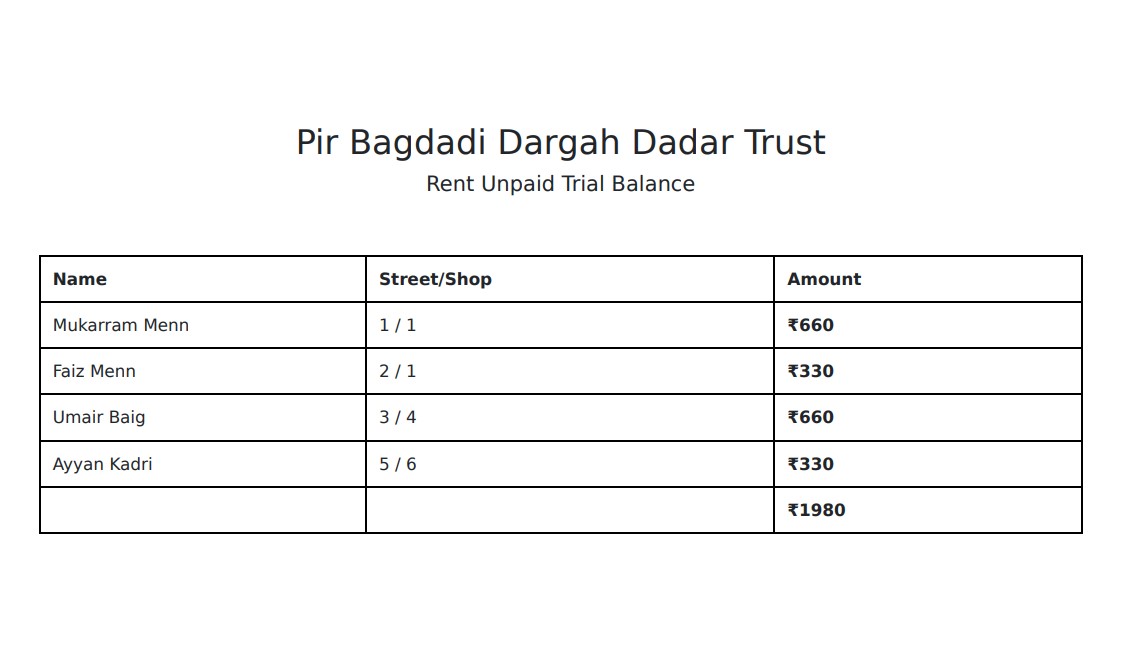 Pir Bagdadi Dargah Dadar Trust
Rent Unpaid Trial Balance
Name Street/Shop Amount
Mukarram Menn 1 / 1 ₹660
Faiz Menn 2 / 1 ₹330
Umair Baig 3 / 4 ₹660
Ayyan Kadri 5 / 6 ₹330
₹1980